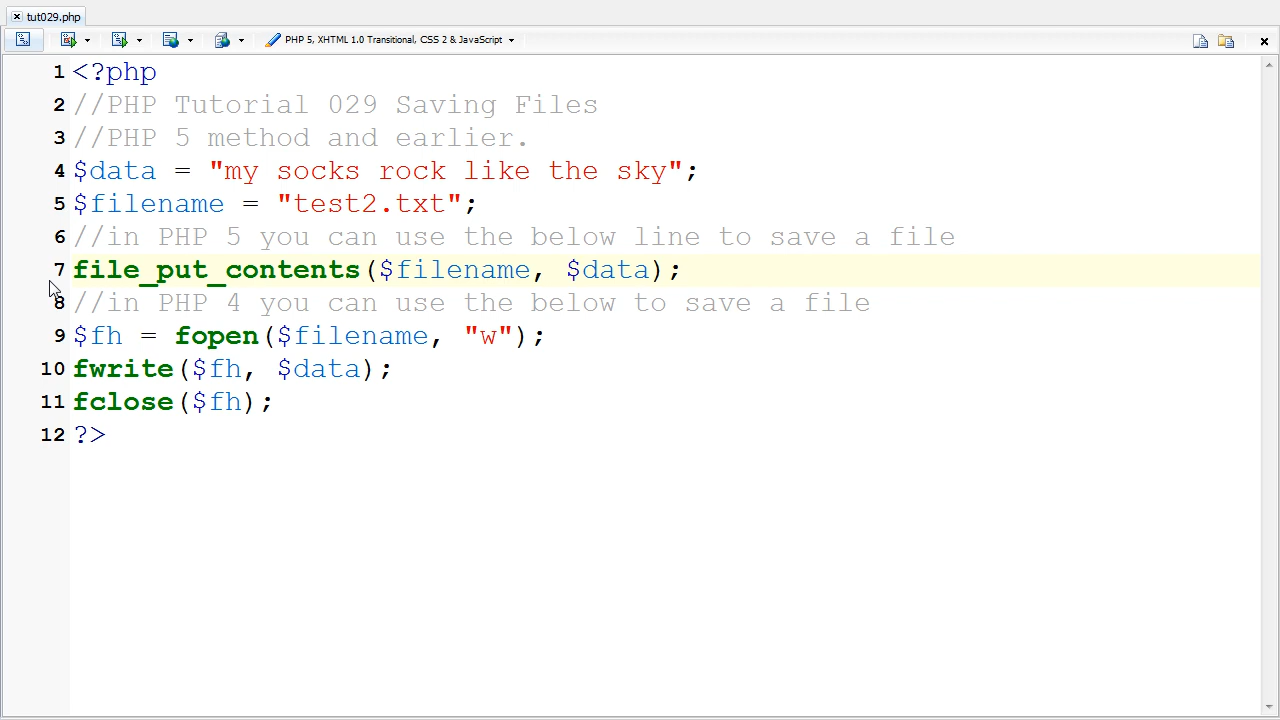 tut029.php
PHP 5, XHTML 1.0 Transitional, CSS 2 & JavaScript
1 <?php
2 //PHP Tutorial 029 Saving Files
3 //PHP 5 method and earlier.
4 $data = "my socks rock like the sky";
5 $filename = "test2.txt";
6 //in PHP 5 you can use the below line to save a file
7 file_put_contents($filename, $data);
8 //in PHP 4 you can use the below to save a file
9 $fh = fopen($filename, "w");
10 fwrite($fh, $data);
11 fclose($fh);
12 ?>